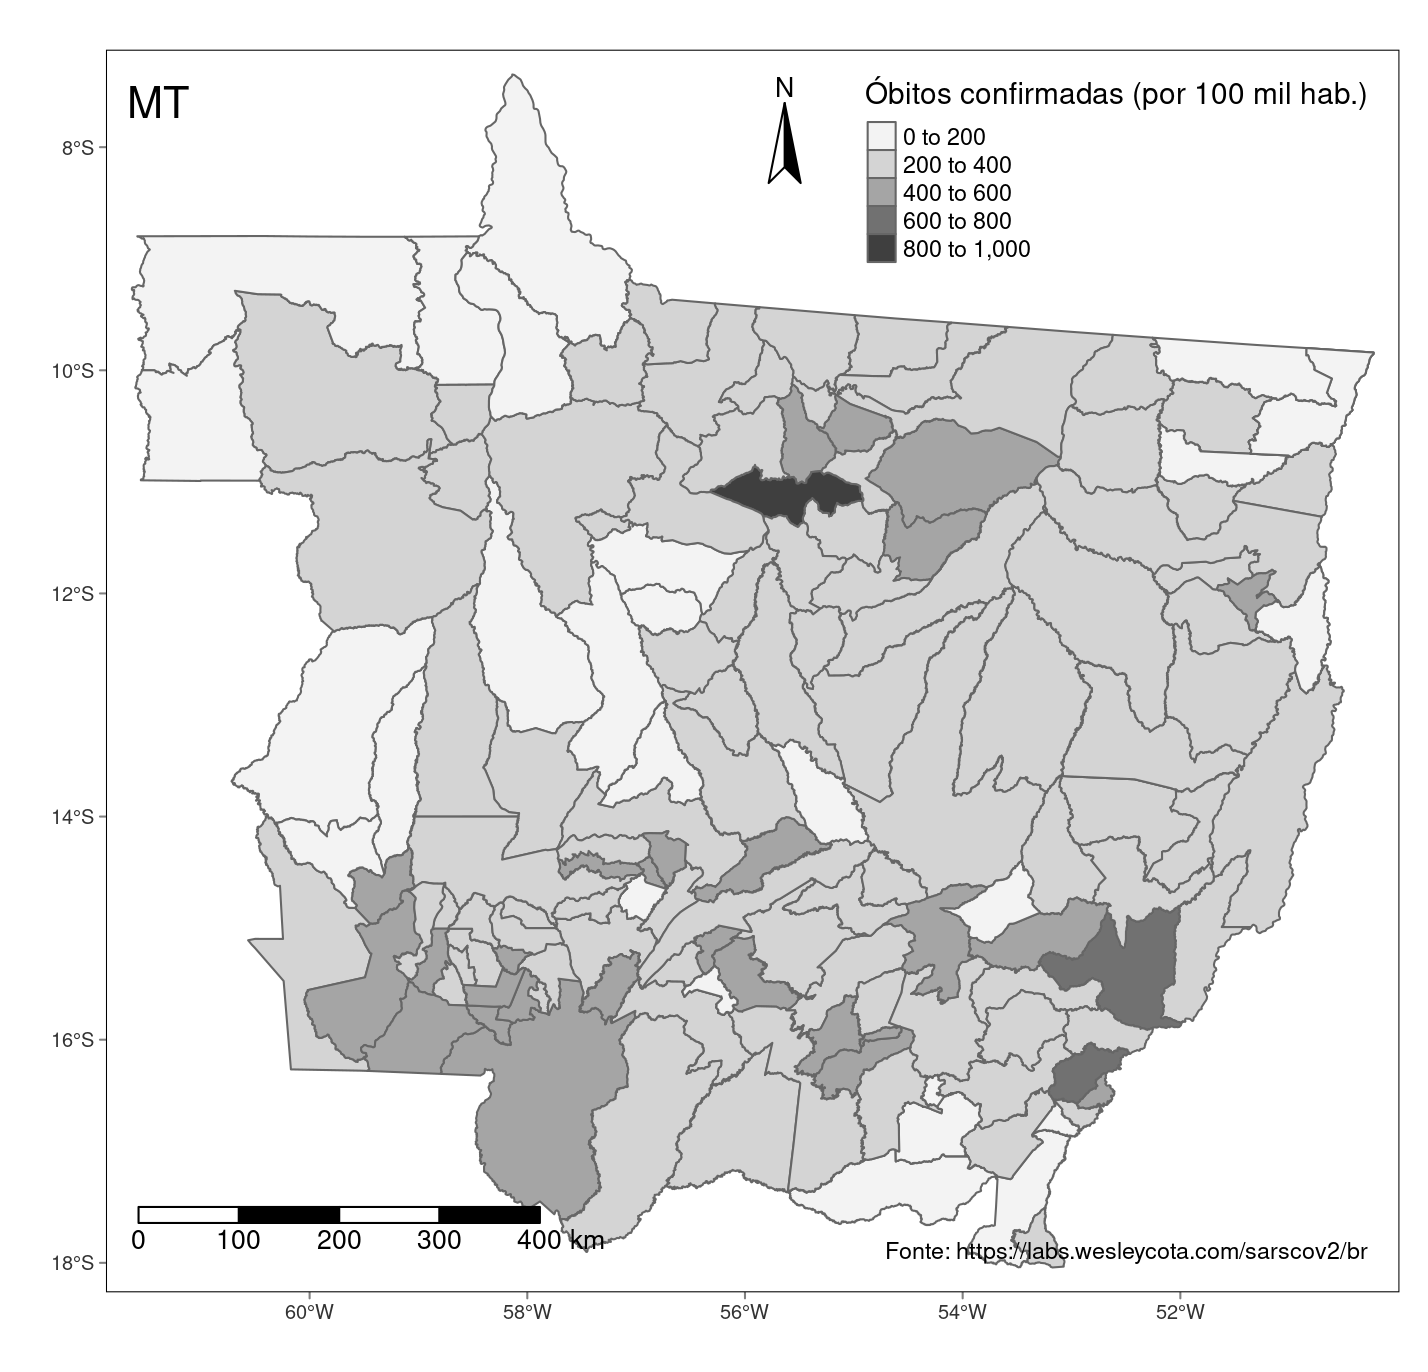 MT
N
Óbitos confirmadas (por 100 mil hab.)
0 to 200
200 to 400
400 to 600
600 to 800
800 to 1,000
8°S
10°S
12°S
14°S
16°S
18°S
0 100 200 300 400 km
Fonte: https://labs.wesleycota.com/sarscov2/br
60°W 58°W 56°W 54°W 52°W